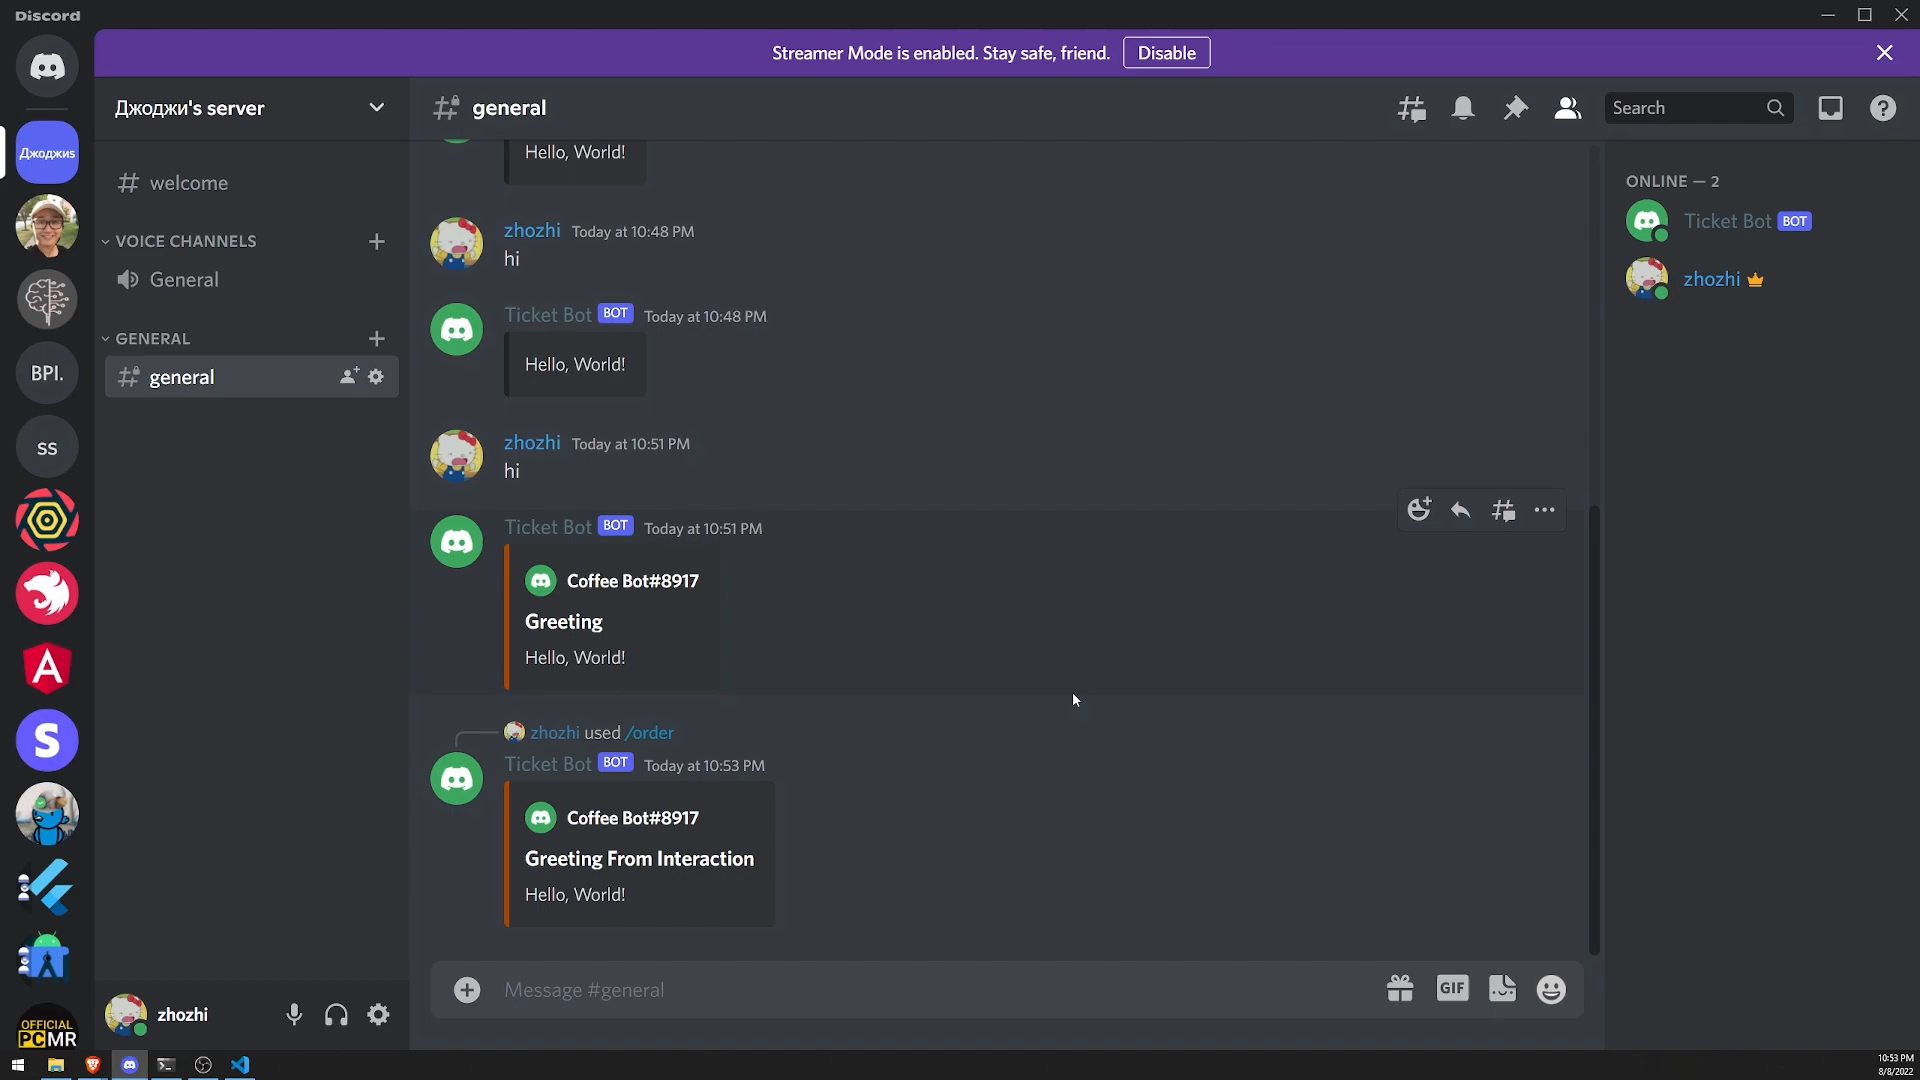 Discord
Streamer Mode is enabled. Stay safe, friend.
Disable
Джоджи's server
general
Search
Джоджиs
BPI.
SS
OFFICIAL
PCMR
welcome
VOICE CHANNELS
General
GENERAL
general
Hello, World!
zhozhi Today at 10:48 PM
hi
Ticket Bot BOT Today at 10:48 PM
Hello, World!
zhozhi Today at 10:51 PM
hi
Ticket Bot BOT Today at 10:51 PM
Coffee Bot#8917
Greeting
Hello, World!
zhozhi used /order
Ticket Bot BOT Today at 10:53 PM
Coffee Bot#8917
Greeting From Interaction
Hello, World!
Message #general
GIF
ONLINE — 2
Ticket Bot BOT
zhozhi
zhozhi
10:53 PM
8/8/2022